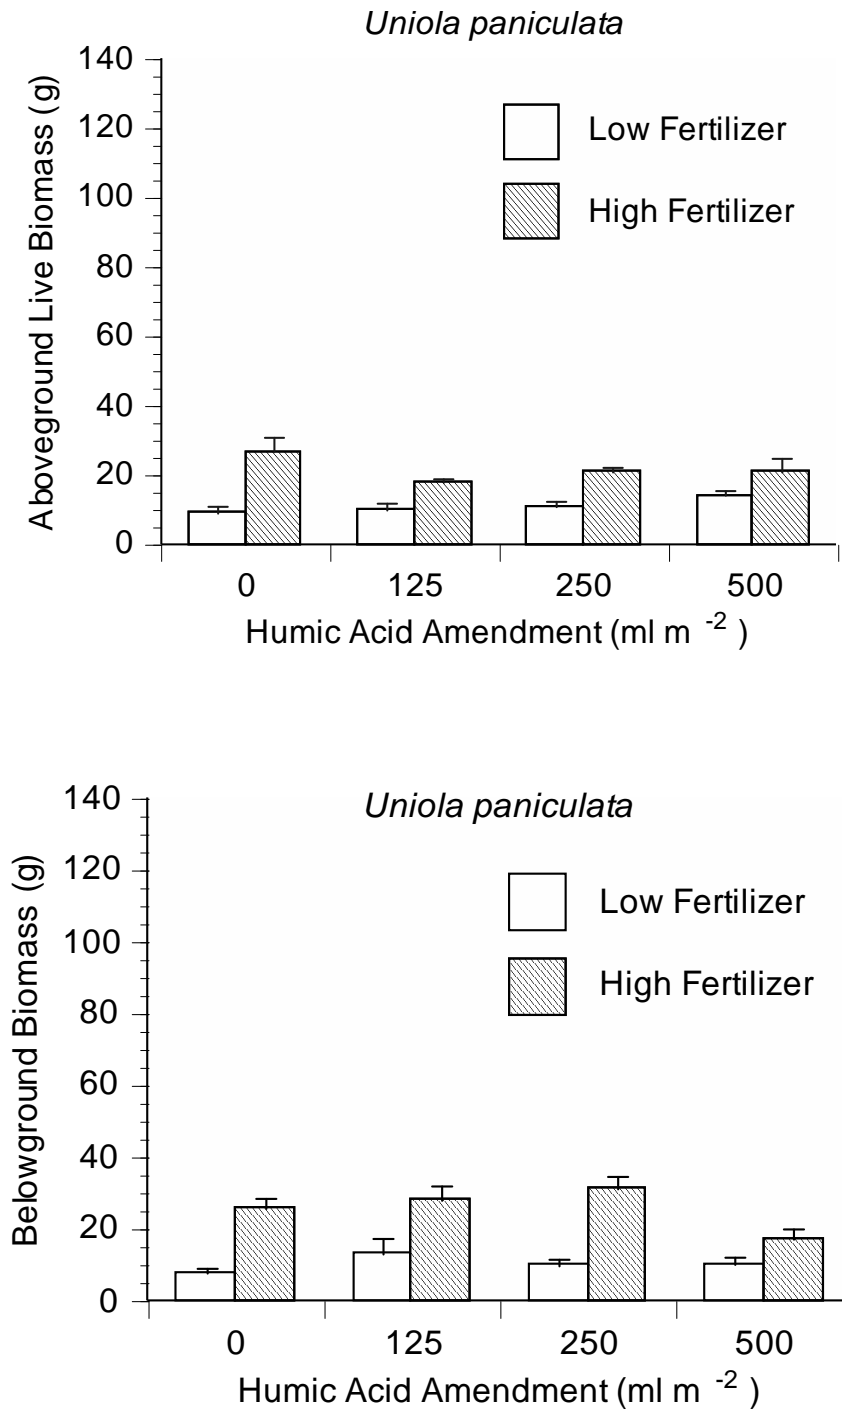 Uniola paniculata
140
120
100
80
60
40
20
0
Aboveground Live Biomass (g)
Low Fertilizer
High Fertilizer
0 125 250 500
Humic Acid Amendment (ml m -2 )
Uniola paniculata
140
120
100
80
60
40
20
0
Belowground Biomass (g)
Low Fertilizer
High Fertilizer
0 125 250 500
Humic Acid Amendment (ml m -2 )